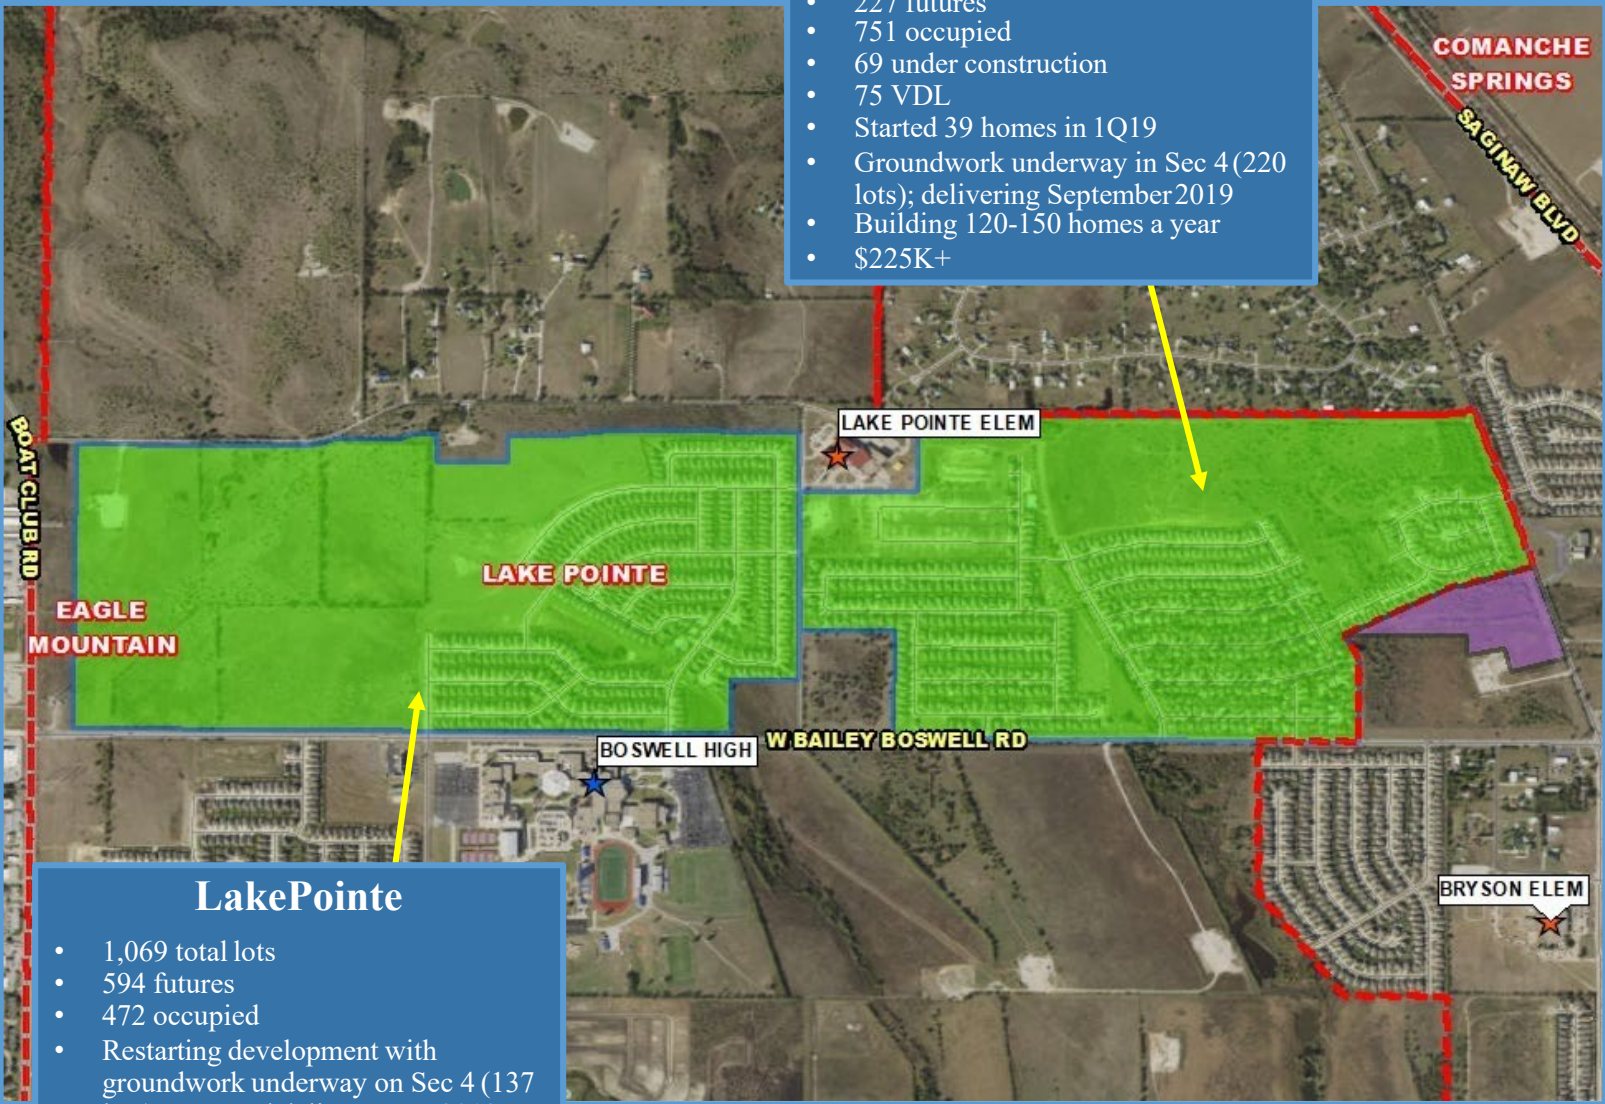 • 227 futures
• 751 occupied
• 69 under construction
• 75 VDL
• Started 39 homes in 1Q19
• Groundwork underway in Sec 4 (220
lots); delivering September 2019
• Building 120-150 homes a year
• $225K+
COMANCHE
SPRINGS
SAGINAW BLVD
LAKE POINTE ELEM
BOAT CLUB RD
LAKE POINTE
EAGLE
MOUNTAIN
W BAILEY BOSWELL RD
BOSWELL HIGH
BRYSON ELEM
LakePointe
• 1,069 total lots
• 594 futures
• 472 occupied
• Restarting development with
groundwork underway on Sec 4 (137